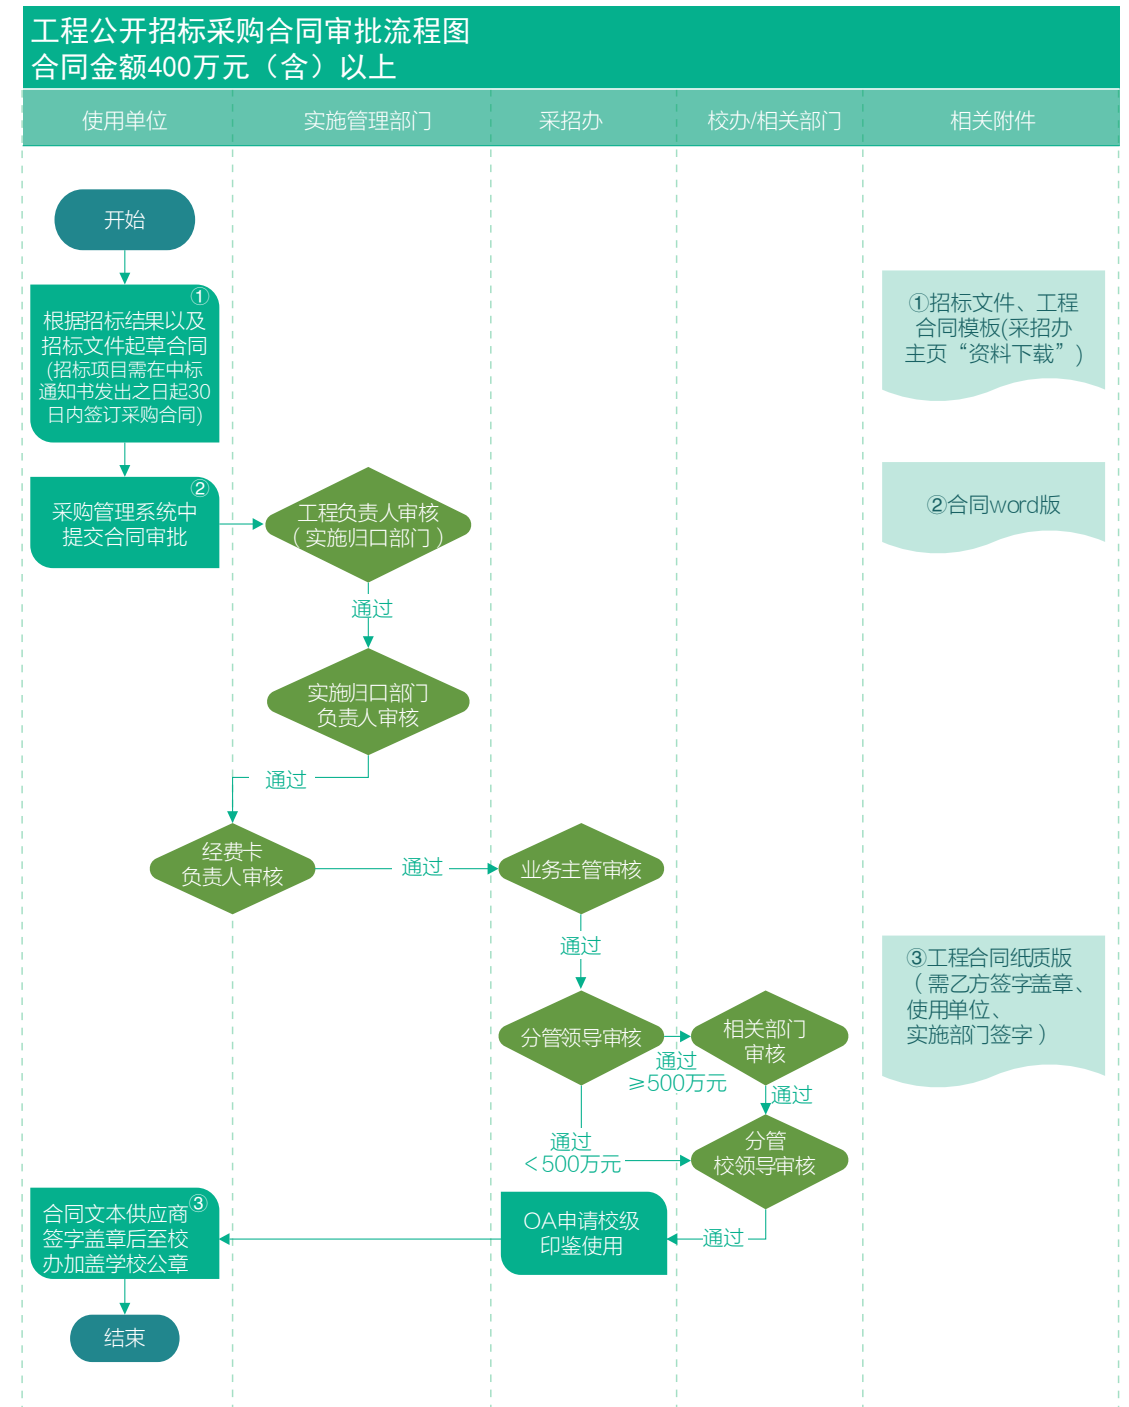 工程公开招标采购合同审批流程图
合同金额400万元（含）以上
使用单位
实施管理部门
采招办
校办/相关部门
相关附件
开始
①
根据招标结果以及
招标文件起草合同
(招标项目需在中标
通知书发出之日起30
日内签订采购合同)
①招标文件、工程
合同模板(采招办
主页“资料下载”)
②
采购管理系统中
提交合同审批
工程负责人审核
（实施归口部门）
②合同word版
通过
实施归口部门
负责人审核
通过
经费卡
负责人审核
通过
业务主管审核
通过
③工程合同纸质版
（需乙方签字盖章、
使用单位、
实施部门签字）
分管领导审核
通过
≥500万元
相关部门
审核
通过
通过
＜500万元
分管
校领导审核
通过
OA申请校级
印鉴使用
③
合同文本供应商
签字盖章后至校
办加盖学校公章
结束